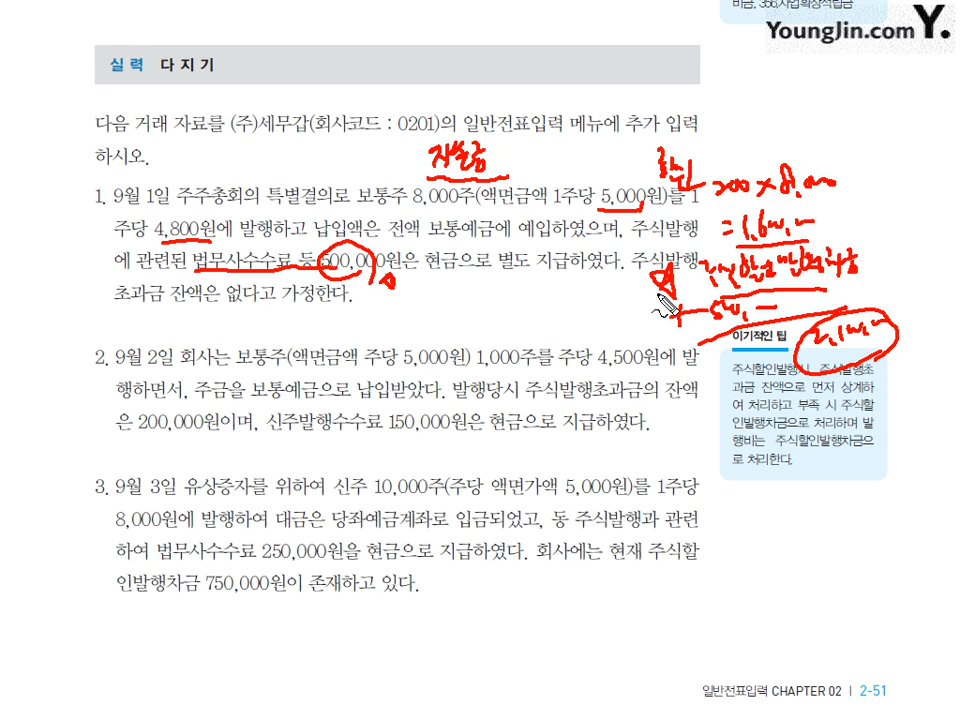 비금, 356.사업확장적립금
YoungJin.com Y.
실력 다지기
다음 거래 자료를 (주)세무갑(회사코드 : 0201)의 일반전표입력 메뉴에 추가 입력
하시오.
자본금
할인
200 x 8,000
= 1,6
1. 9월 1일 주주총회의 특별결의로 보통주 8,000주(액면금액 1주당 5,000원)를 1
주당 4,800원에 발행하고 납입액은 전액 보통예금에 예입하였으며, 주식발행
에 관련된 법무사수수료 등 500,000원은 현금으로 별도 지급하였다. 주식발행
초과금 잔액은 없다고 가정한다.
주식할인발행차금
2. 9월 2일 회사는 보통주(액면금액 주당 5,000원) 1,000주를 주당 4,500원에 발
행하면서, 주금을 보통예금으로 납입받았다. 발행당시 주식발행초과금의 잔액
은 200,000원이며, 신주발행수수료 150,000원은 현금으로 지급하였다.
3. 9월 3일 유상증자를 위하여 신주 10,000주(주당 액면가액 5,000원)를 1주당
8,000원에 발행하여 대금은 당좌예금계좌로 입금되었고, 동 주식발행과 관련
하여 법무사수수료 250,000원을 현금으로 지급하였다. 회사에는 현재 주식할
인발행차금 750,000원이 존재하고 있다.
이기적인 팁
주식할인발행시 주식발행초
과금 잔액으로 먼저 상계하
여 처리하고 부족 시 주식할
인발행차금으로 처리하며 발
행비는 주식할인발행차금으
로 처리한다.
일반전표입력 CHAPTER 02 | 2-51